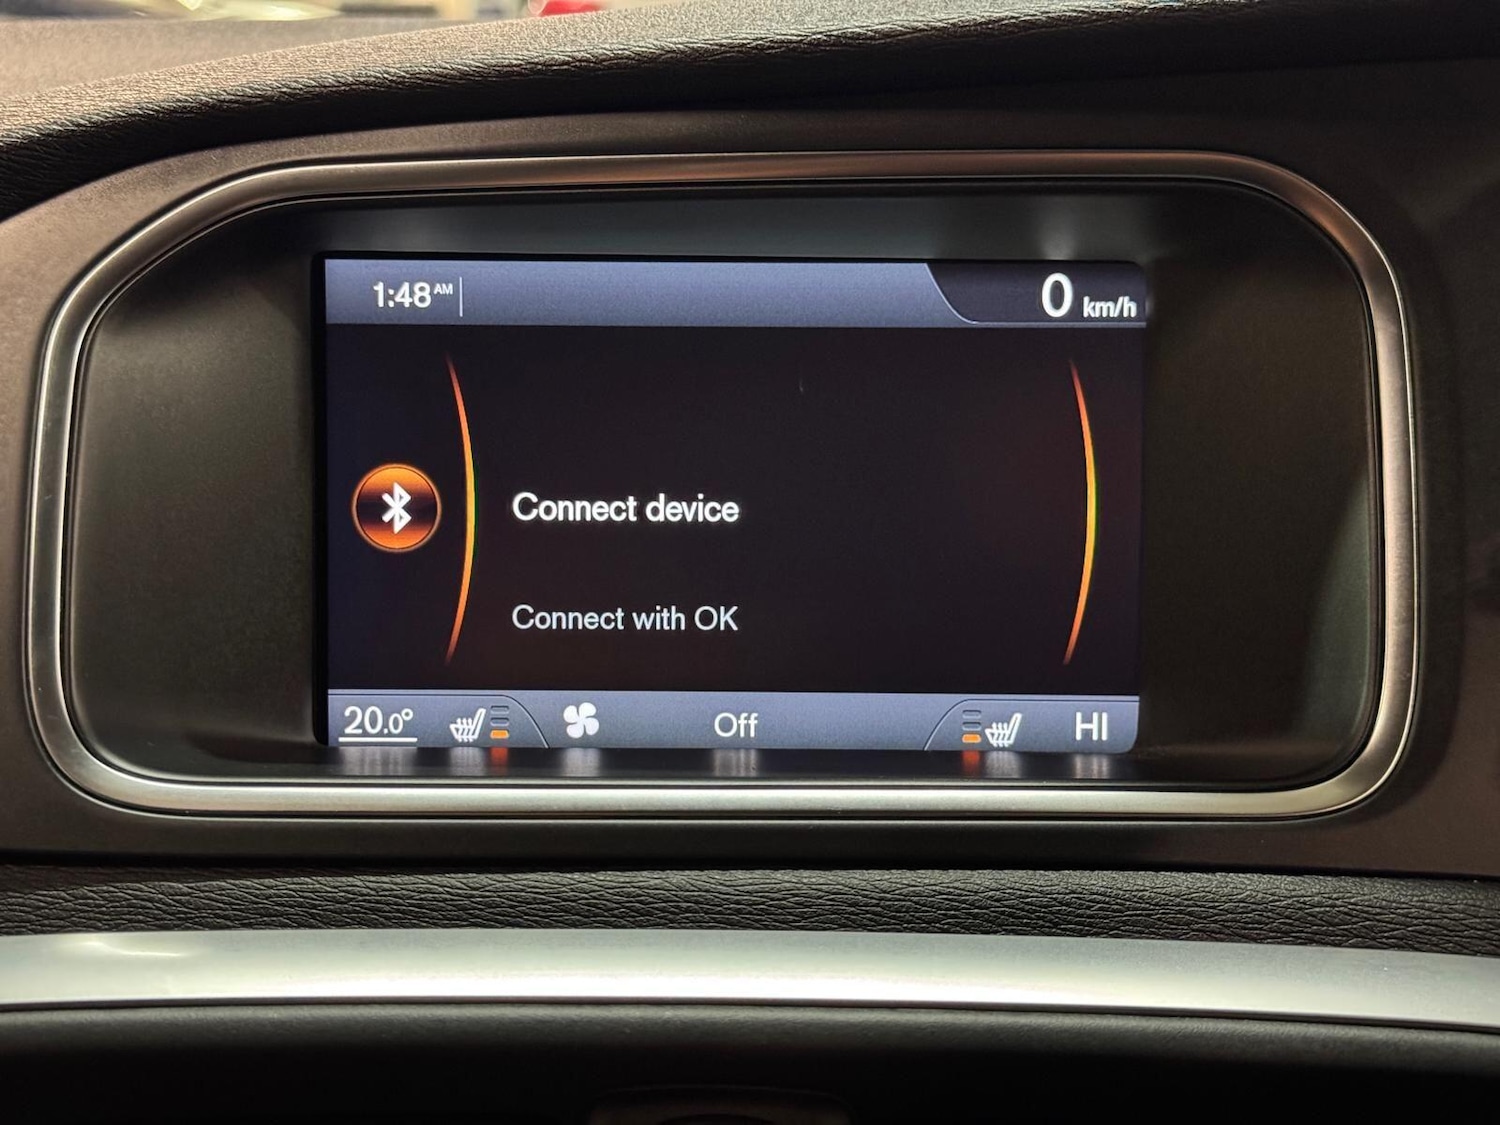 1:48 AM
0 km/h
Connect device
Connect with OK
20.0° Off HI